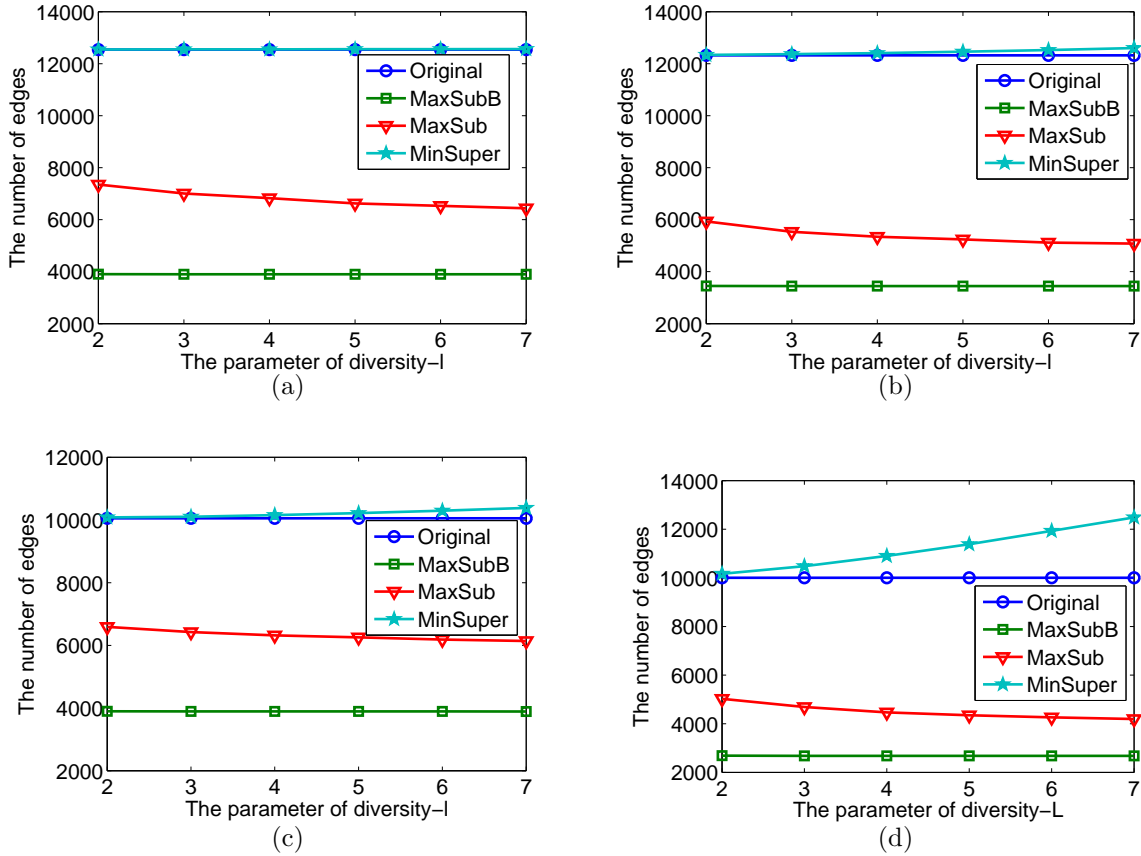 14000
12000
10000
8000
6000
4000
2000
The number of edges
Original
MaxSubB
MaxSub
MinSuper
2 3 4 5 6 7
The parameter of diversity-l
(a)
14000
12000
10000
8000
6000
4000
2000
The number of edges
Original
MaxSubB
MaxSub
MinSuper
2 3 4 5 6 7
The parameter of diversity-l
(b)
12000
10000
8000
6000
4000
2000
The number of edges
Original
MaxSubB
MaxSub
MinSuper
2 3 4 5 6 7
The parameter of diversity-l
(c)
14000
12000
10000
8000
6000
4000
2000
The number of edges
Original
MaxSubB
MaxSub
MinSuper
2 3 4 5 6 7
The parameter of diversity-L
(d)